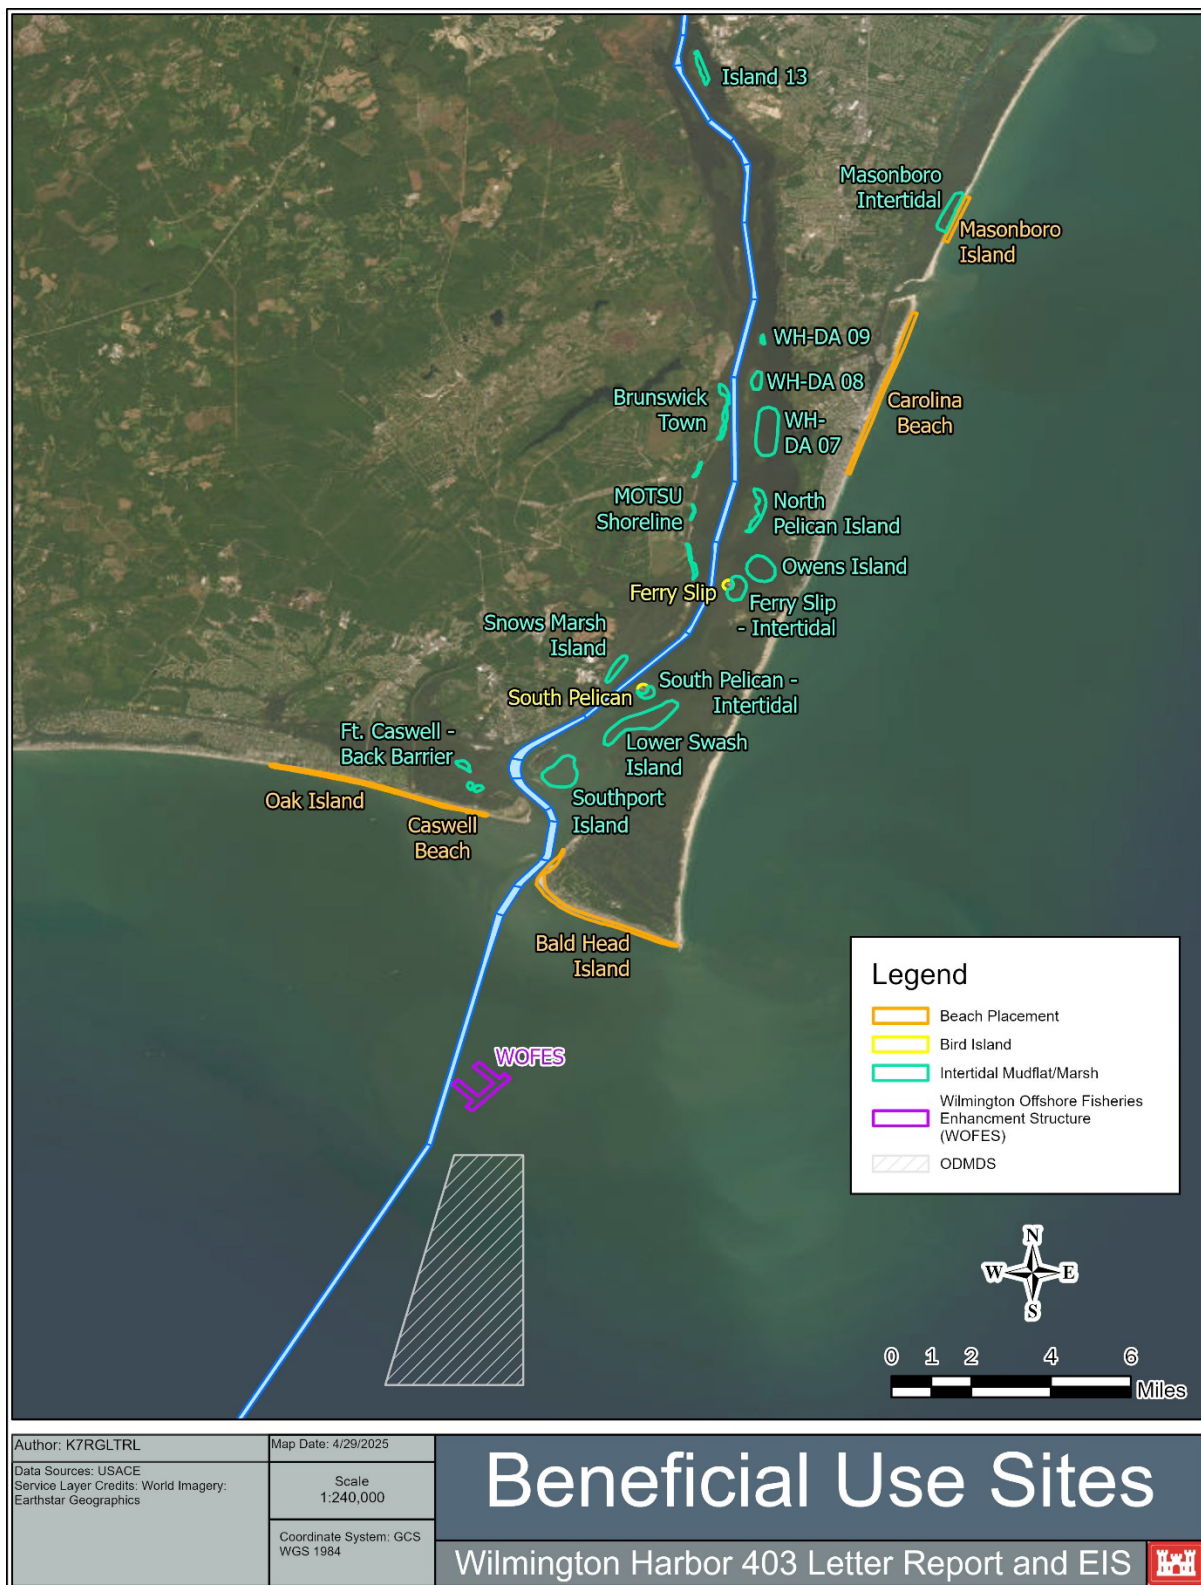 Island 13
Masonboro
Intertidal
Masonboro
Island
WH-DA 09
WH-DA 08
Brunswick
Town
WH-
DA 07
Carolina
Beach
MOTSU
Shoreline
North
Pelican Island
Owens Island
Ferry Slip
Ferry Slip
- Intertidal
Snows Marsh
Island
South Pelican
South Pelican -
Intertidal
Ft. Caswell -
Back Barrier
Lower Swash
Island
Oak Island
Southport
Island
Caswell
Beach
Bald Head
Island
WOFES
Legend
Beach Placement
Bird Island
Intertidal Mudflat/Marsh
Wilmington Offshore Fisheries
Enhancment Structure
(WOFES)
ODMDS
N
W E
S
0 1 2 4 6
Miles
Author: K7RGLTRL
Data Sources: USACE
Service Layer Credits: World Imagery:
Earthstar Geographics
Map Date: 4/29/2025
Scale
1:240,000
Coordinate System: GCS
WGS 1984
Beneficial Use Sites
Wilmington Harbor 403 Letter Report and EIS